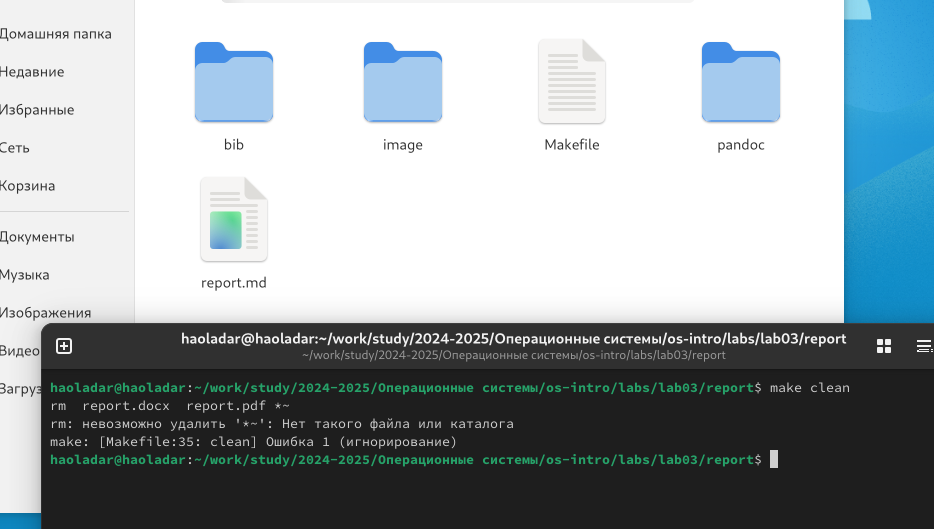 Домашняя папка
Недавние
Избранные
Сеть
Корзина
Документы
Музыка
Изображения
Видео
Загруз
bib
image
Makefile
pandoc
report.md
haoladar@haoladar:~/work/study/2024-2025/Операционные системы/os-intro/labs/lab03/report
~/work/study/2024-2025/Операционные системы/os-intro/labs/lab03/report
haoladar@haoladar:~/work/study/2024-2025/Операционные системы/os-intro/labs/lab03/report$ make clean
rm  report.docx  report.pdf *~
rm: невозможно удалить '*~': Нет такого файла или каталога
make: [Makefile:35: clean] Ошибка 1 (игнорирование)
haoladar@haoladar:~/work/study/2024-2025/Операционные системы/os-intro/labs/lab03/report$